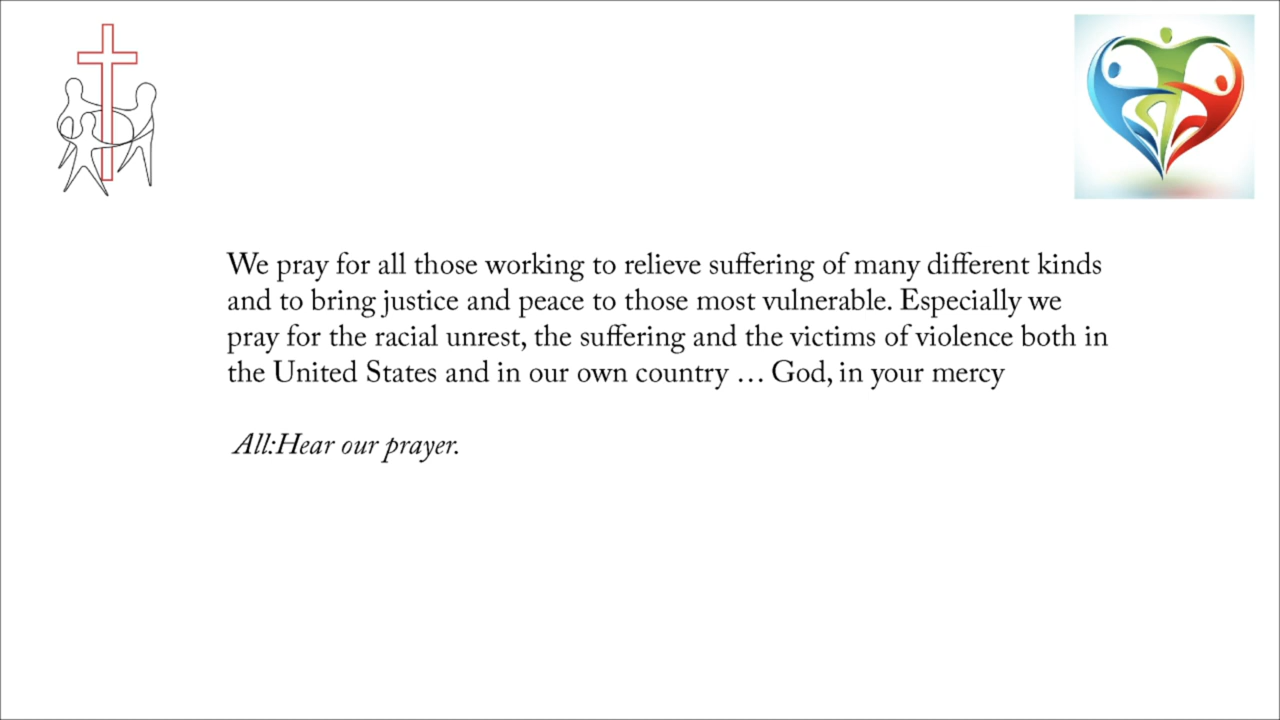 We pray for all those working to relieve suffering of many different kinds
and to bring justice and peace to those most vulnerable. Especially we
pray for the racial unrest, the suffering and the victims of violence both in
the United States and in our own country … God, in your mercy
All:Hear our prayer.